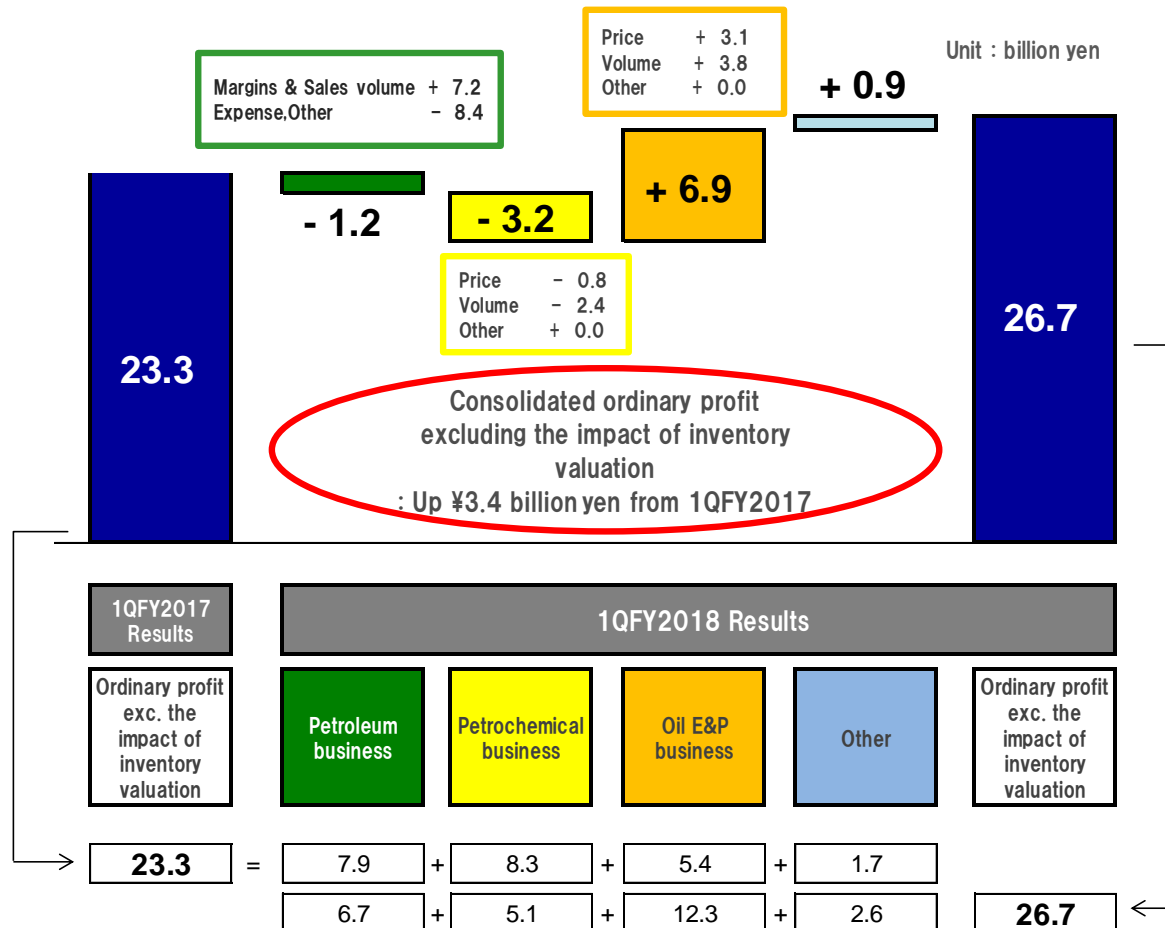 Unit : billion yen
Margins & Sales volume + 7.2
Expense,Other - 8.4
Price + 3.1
Volume + 3.8
Other + 0.0
+ 0.9
- 1.2
- 3.2
+ 6.9
Price - 0.8
Volume - 2.4
Other + 0.0
23.3
26.7
Consolidated ordinary profit
excluding the impact of inventory
valuation
: Up ¥3.4 billion yen from 1QFY2017
1QFY2017
Results
1QFY2018 Results
Ordinary profit
exc. the
impact of
inventory
valuation
Petroleum
business
Petrochemical
business
Oil E&P
business
Other
Ordinary profit
exc. the
impact of
inventory
valuation
23.3 = 7.9 + 8.3 + 5.4 + 1.7
6.7 + 5.1 + 12.3 + 2.6 26.7